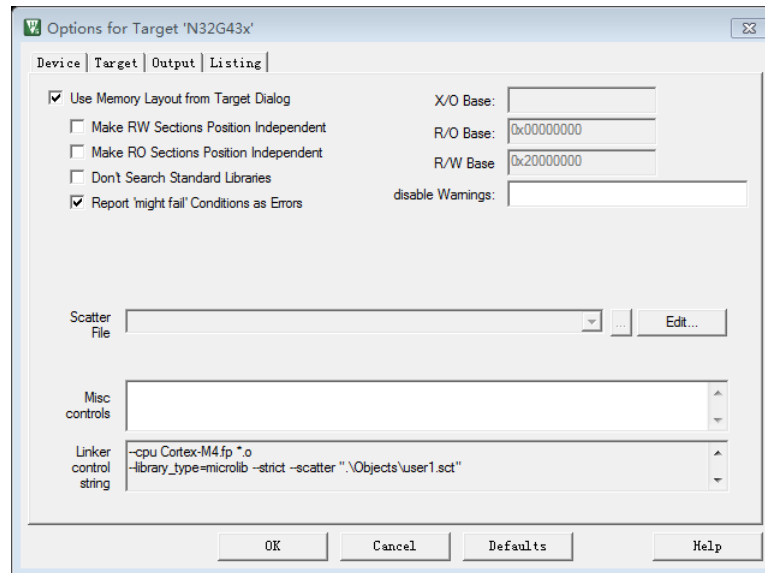 Options for Target 'N32G43x'
Device Target Output Listing
Use Memory Layout from Target Dialog
Make RW Sections Position Independent
Make RO Sections Position Independent
Don't Search Standard Libraries
Report 'might fail' Conditions as Errors
X/O Base:
R/O Base: 0x00000000
R/W Base 0x20000000
disable Warnings:
Scatter
File
... Edit...
Misc
controls
Linker
control
string
--cpu Cortex-M4.fp *.o
--library_type=microlib --strict --scatter ".\Objects\user1.sct"
OK Cancel Defaults Help